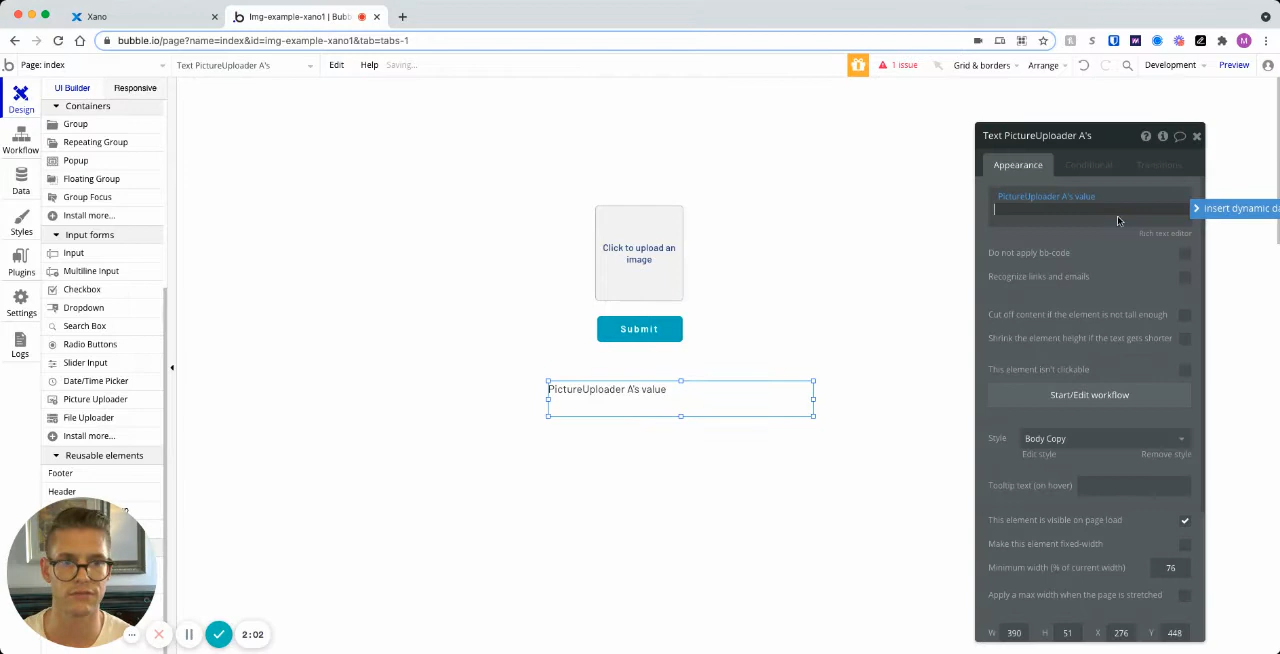 Xano
Img-example-xano1 | Bubb
bubble.io/page?name=index&id=img-example-xano1&tab=tabs-1
Page: index
Text PictureUploader A's
Edit
Help
Saving...
1 issue
Grid & borders
Arrange
Development
Preview
Design
Workflow
Data
Styles
Plugins
Settings
Logs
UI Builder
Responsive
Containers
Group
Repeating Group
Popup
Floating Group
Group Focus
Install more...
Input forms
Input
Multiline Input
Checkbox
Dropdown
Search Box
Radio Buttons
Slider Input
Date/Time Picker
Picture Uploader
File Uploader
Install more...
Reusable elements
Footer
Header
Click to upload an
image
Submit
PictureUploader A's value
Text PictureUploader A's
Appearance
Conditional
Transitions
PictureUploader A's value
Insert dynamic da
Rich text editor
Do not apply bb-code
Recognize links and emails
Cut off content if the element is not tall enough
Shrink the element height if the text gets shorter
This element isn't clickable
Start/Edit workflow
Style
Body Copy
Edit style
Remove style
Tooltip text (on hover)
This element is visible on page load
Make this element fixed-width
Minimum width (% of current width)
76
Apply a max width when the page is stretched
W 390 H 51 X 276 Y 448
2:02